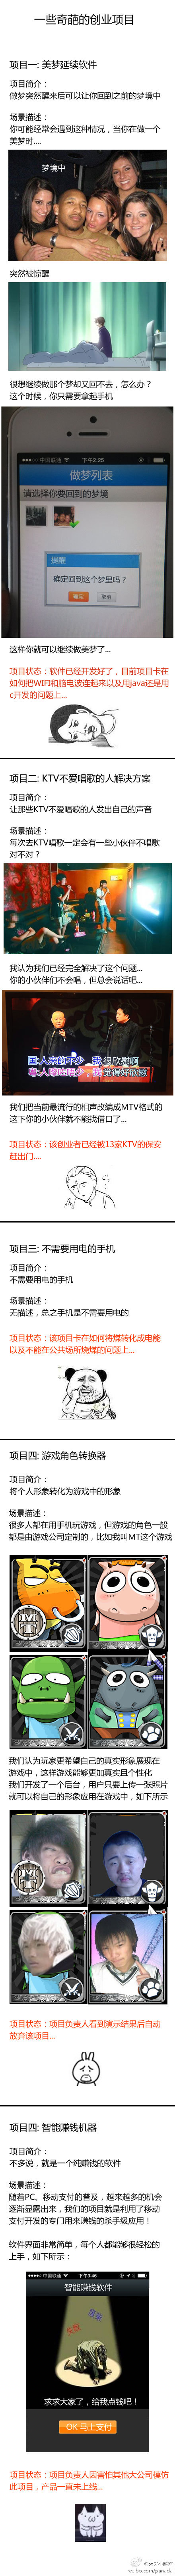 一些奇葩的创业项目
项目一: 美梦延续软件
项目简介：
做梦突然醒来后可以让你回到之前的梦境中
场景描述：
你可能经常会遇到这种情况，当你在做一个
美梦时....
梦境中
突然被惊醒
很想继续做那个梦却又回不去，怎么办？
这个时候，你只需要拿起手机
中国联通
下午2:25
做梦列表
请选择你要回到的梦境
提醒
确定回到这个梦里吗？
确定
取消
这样你就可以继续做美梦了...
项目状态：软件已经开发好了，目前项目卡在
如何把WIFI和脑电波连起来以及用java还是用
c开发的问题上...
项目二: KTV不爱唱歌的人解决方案
项目简介：
让那些KTV不爱唱歌的人发出自己的声音
场景描述：
每次去KTV唱歌一定会有一些小伙伴不唱歌
对不对？
我认为我们已经完全解决了这个问题...
你的小伙伴们不会唱，但总会说话吧...
我们把当前最流行的相声改编成MTV格式的
这下你的小伙伴就不能找借口了...
项目状态：该创业者已经被13家KTV的保安
赶出门....
项目三: 不需要用电的手机
项目简介：
不需要用电的手机
场景描述：
无描述，总之手机是不需要用电的
项目状态：该项目卡在如何将煤转化成电能
以及不能在公共场所烧煤的问题上...
项目四: 游戏角色转换器
项目简介：
将个人形象转化为游戏中的形象
场景描述：
很多人都在用手机玩游戏，但游戏的角色一般
都是由游戏公司定制的，比如我叫MT这个游戏
我们认为玩家更希望自己的真实形象展现在
游戏中，这样游戏能够更加真实且个性化
我们开发了一个后台，用户只要上传一张照片
就可以将自己的形象应用在游戏中，如下所示
项目状态：项目负责人看到演示结果后自动
放弃该项目...
项目四: 智能赚钱机器
项目简介：
不多说，就是一个纯赚钱的软件
场景描述：
随着PC、移动支付的普及，越来越多的机会
逐渐显露出来，我们的项目就是利用了移动
支付开发的专门用来赚钱的杀手级应用！
软件界面非常简单，每个人都能够很轻松的
上手，如下所示：
中国联通
下午3:46
智能赚钱软件
求求大家了，给我点钱吧！
OK 马上支付
项目状态：项目负责人因害怕其他大公司模仿
此项目，产品一直未上线...